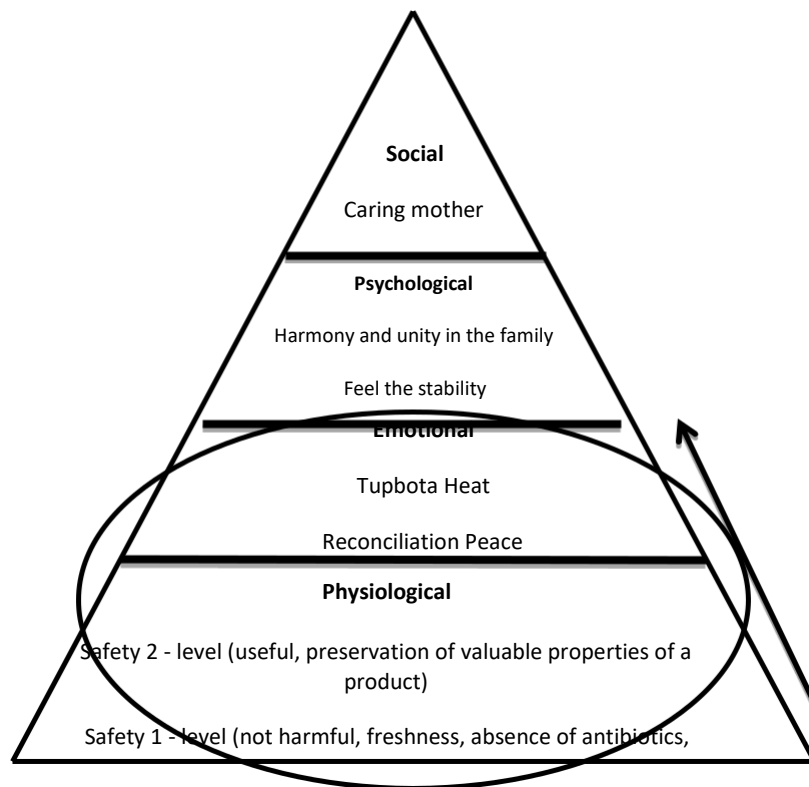 Social
Caring mother
Psychological
Harmony and unity in the family
Feel the stability
Emotional
Tupbota Heat
Reconciliation Peace
Physiological
Safety 2 - level (useful, preservation of valuable properties of a
product)
Safety 1 - level (not harmful, freshness, absence of antibiotics,